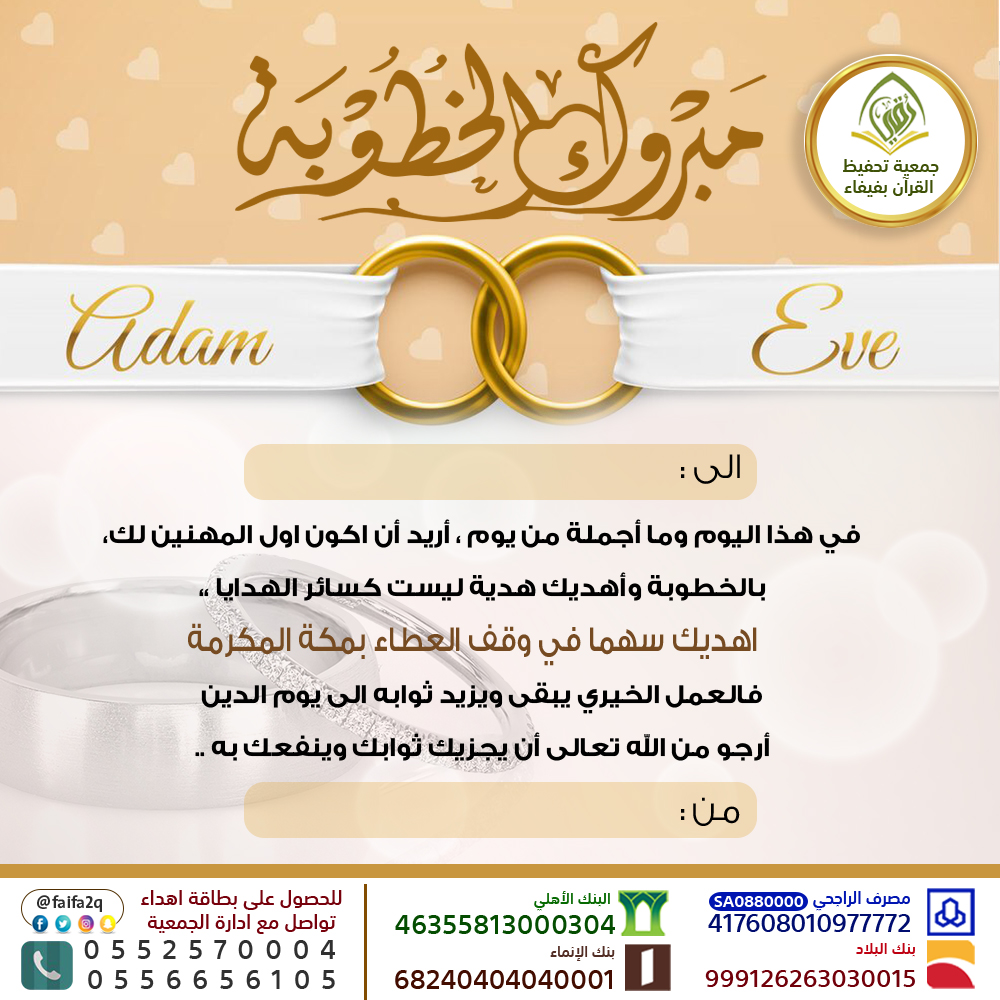 مَبْرُوك الخُطُوْبَة
أقرأ
جمعية تحفيظ
القرآن بفيفاء
Adam
Eve
الى :
في هذا اليوم وما أجملة من يوم ، أريد أن اكون اول المهنين لك،
بالخطوبة وأهديك هدية ليست كسائر الهدايا ،،
اهديك سهما في وقف العطاء بمكة المكرمة
فالعمل الخيري يبقى ويزيد ثوابه الى يوم الدين
أرجو من الله تعالى أن يجزيك ثوابك وينفعك به ..
من :
مصرف الراجحي SA0880000
417608010977772
بنك البلاد
999126263030015
البنك الأهلي
46355813000304
بنك الإنماء
68240404040001
للحصول على بطاقة اهداء
تواصل مع ادارة الجمعية
@faifa2q
0552570004
0556656105